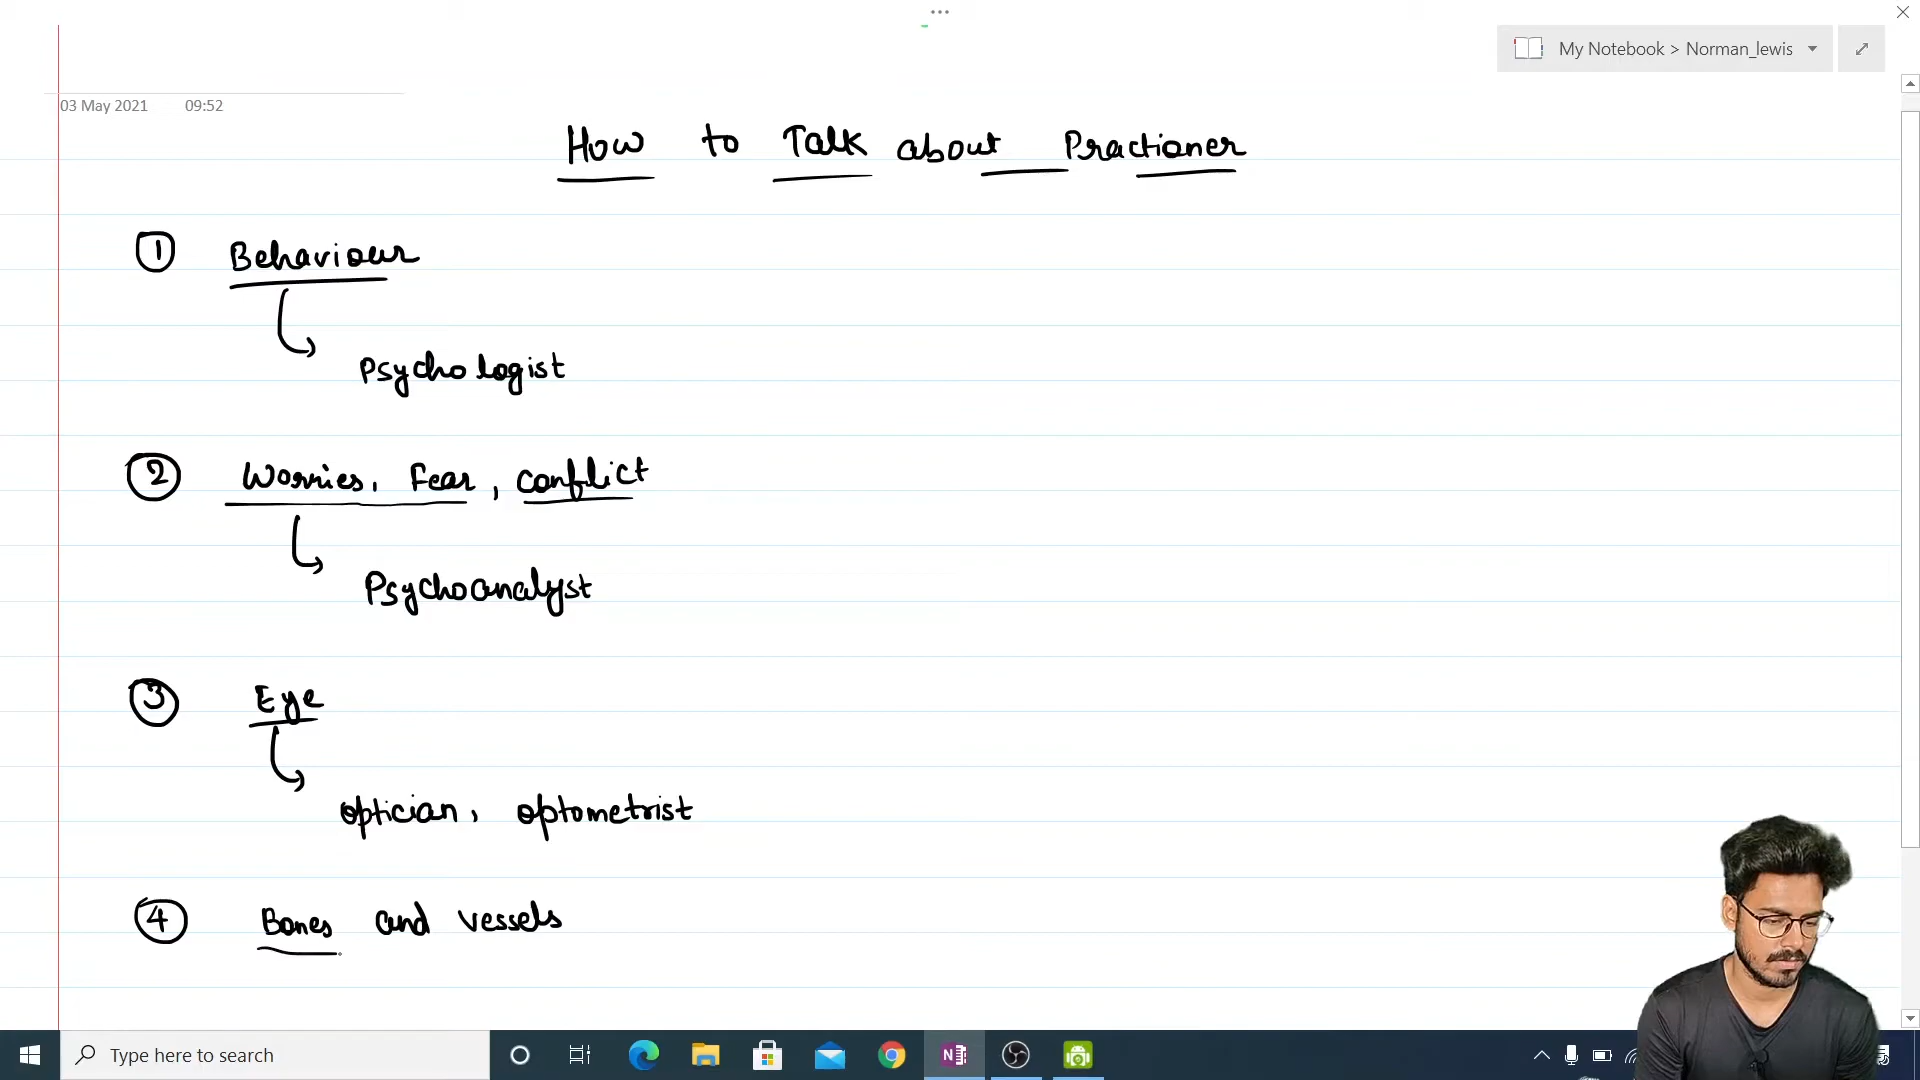 My Notebook > Norman_lewis
03 May 2021 09:52
How to Talk about Practioner
1 Behaviour
Psychologist
2 Worries, Fear, conflict
Psychoanalyst
3 Eye
optician, optometrist
4 Bones and vessels
Type here to search